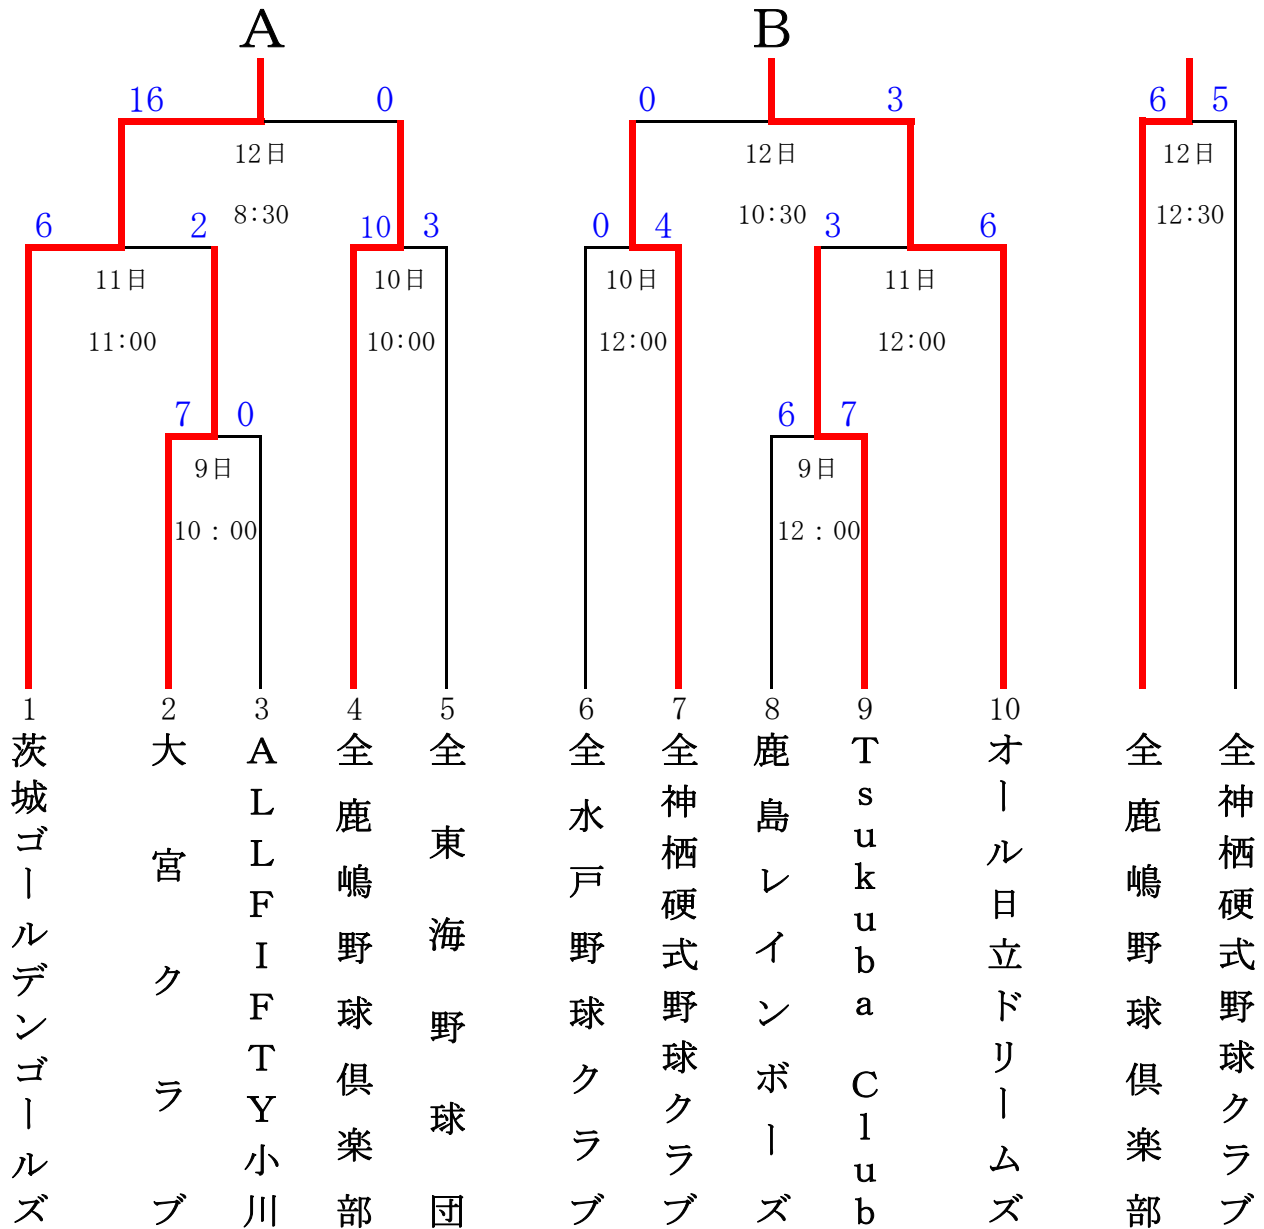 A
B
16
0
0
3
6
5
12日
12日
12日
8:30
10:30
12:30
6
2
10
3
0
4
3
6
11日
10日
10日
11日
11:00
10:00
12:00
12:00
7
0
6
7
9日
9日
10：00
12：00
1
2
3
4
5
6
7
8
9
10
茨城ゴールデンゴールズ
大宮クラブ
ALLFIFTY小川
全鹿嶋野球倶楽部
全東海野球団
全水戸野球クラブ
全神栖硬式野球クラブ
鹿島レインボーズ
Tsukuba Club
オール日立ドリームズ
全鹿嶋野球倶楽部
全神栖硬式野球クラブ